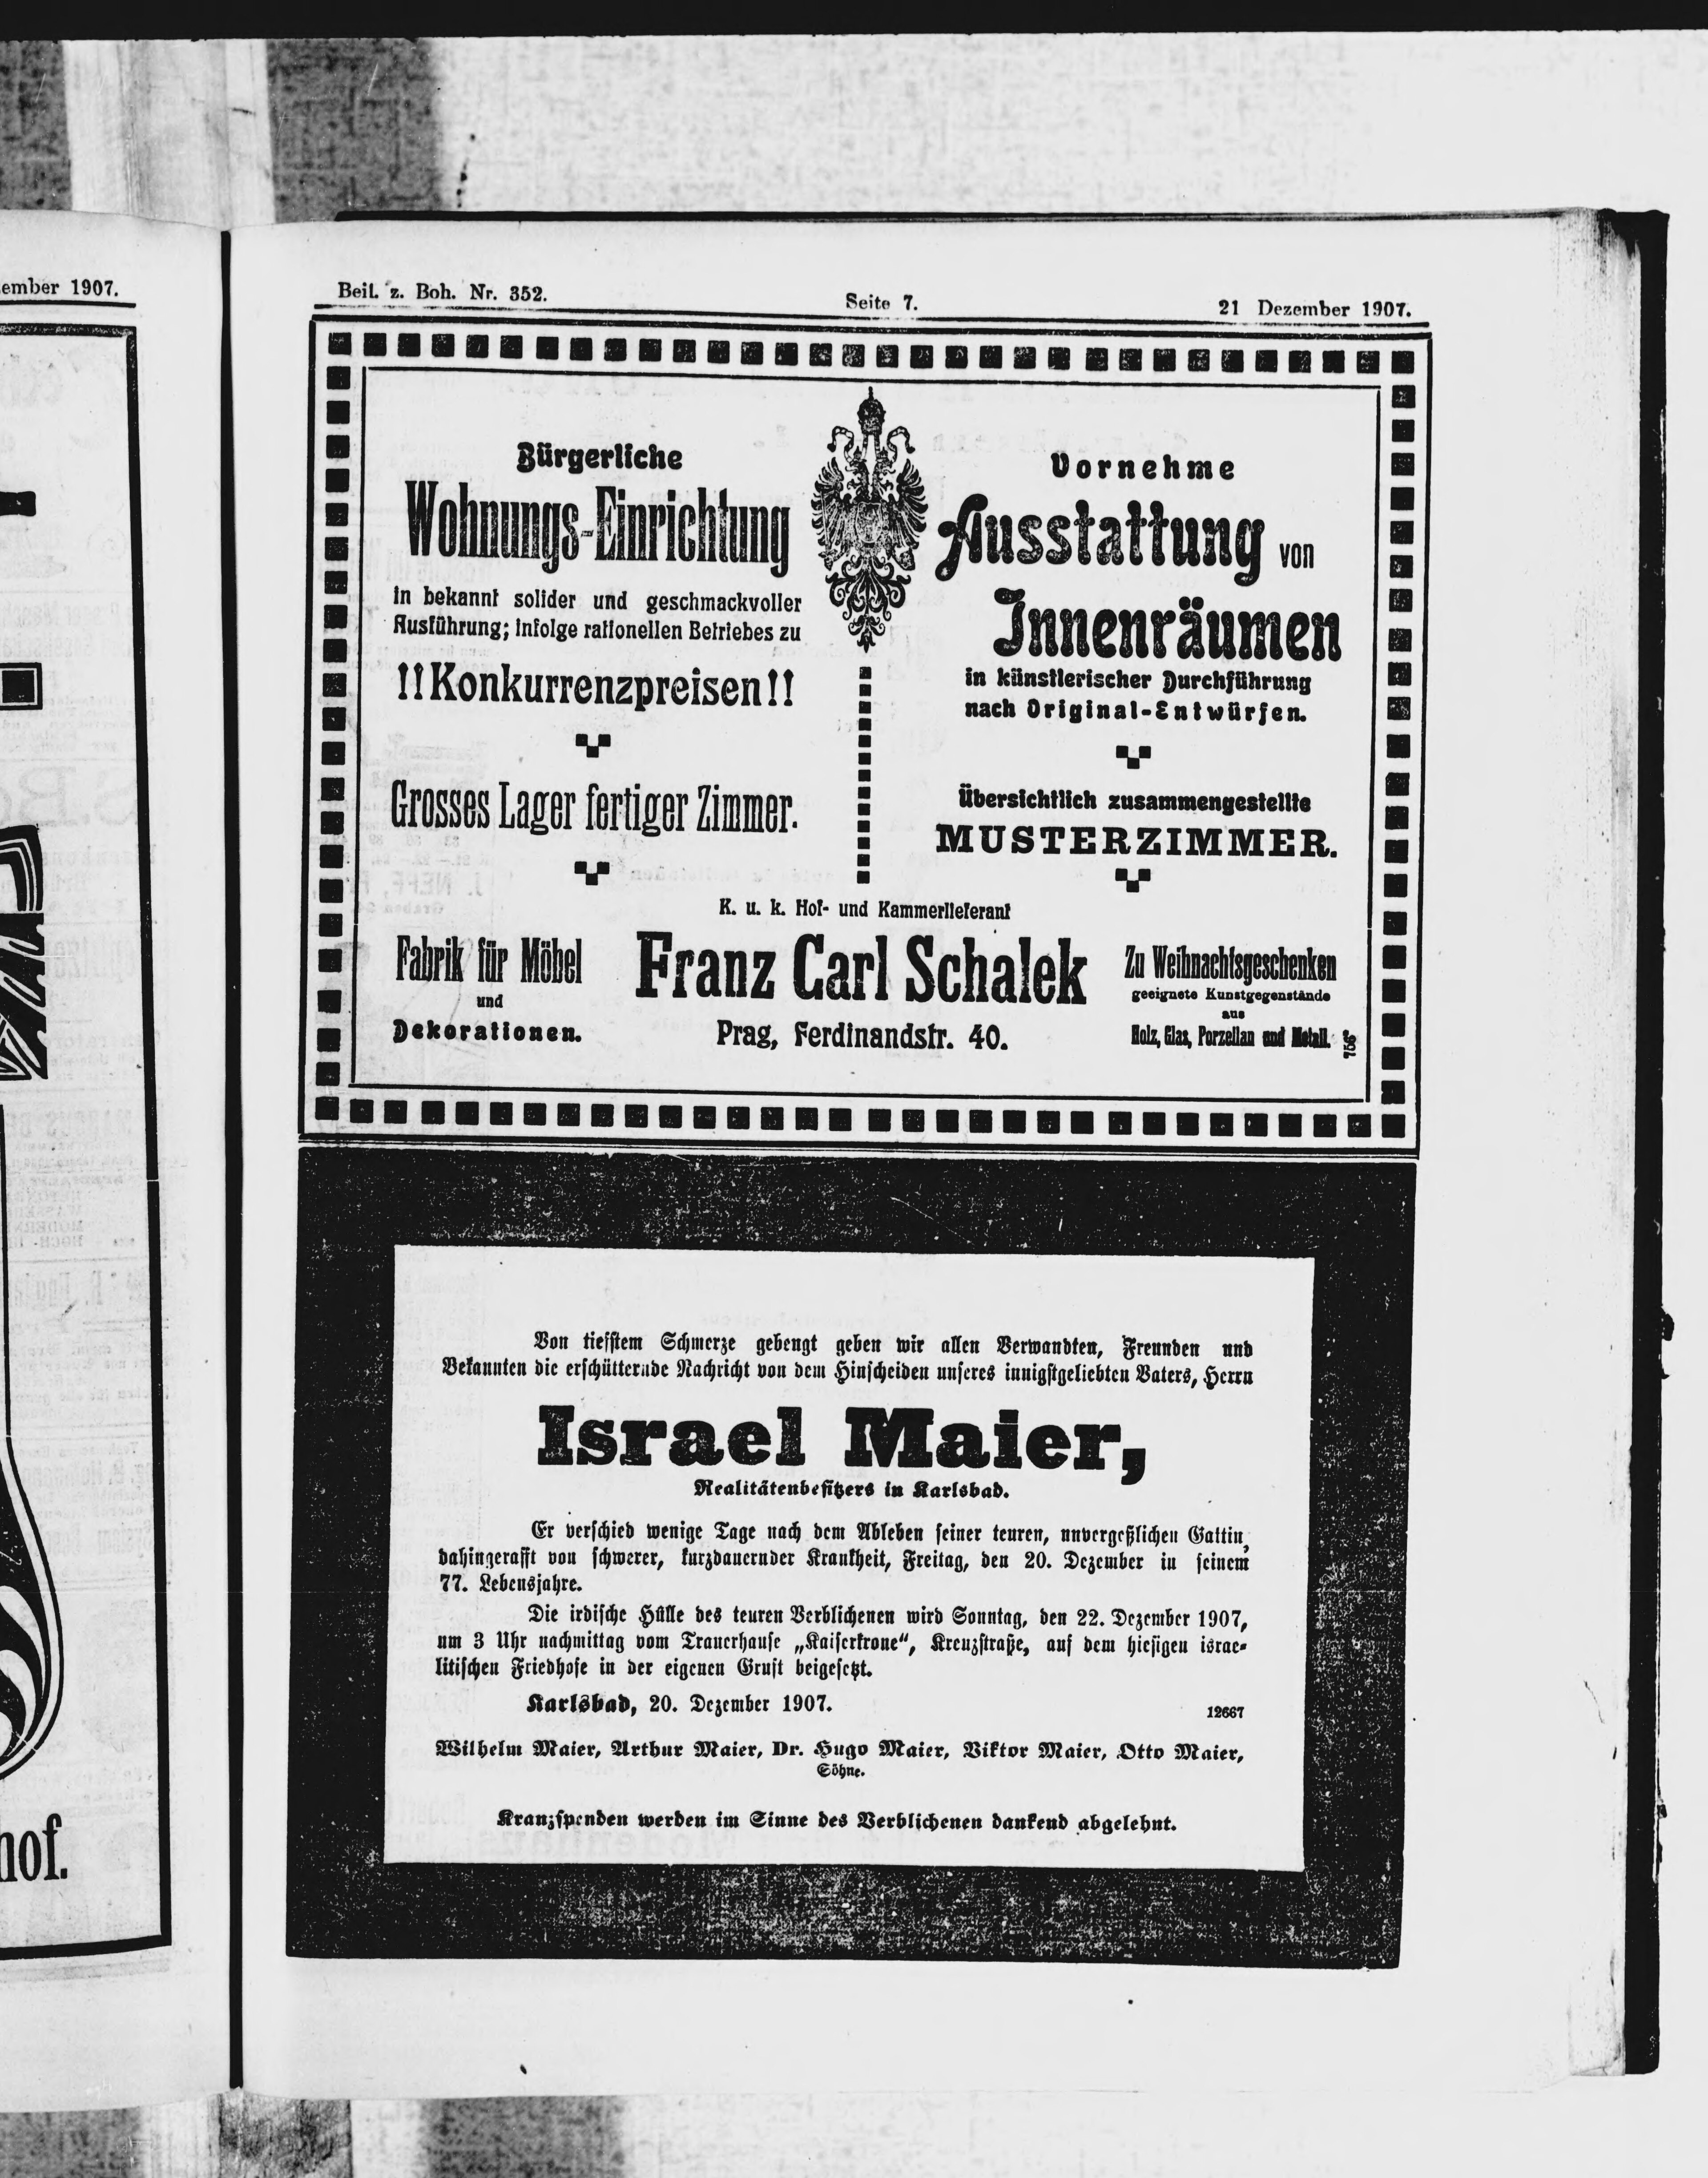 ember 1907.
hof.
Beil. z. Boh. Nr. 352.
Seite 7.
21 Dezember 1907.
Bürgerliche
Wohnungs-Einrichtung
in bekannt solider und geschmackvoller
Ausführung; infolge rationellen Betriebes zu
!!Konkurrenzpreisen!!
Grosses Lager fertiger Zimmer.
Vornehme
Ausstattung von
Innenräumen
in künstlerischer Durchführung
nach Original-Entwürfen.
Übersichtlich zusammengestellte
MUSTERZIMMER.
K. u. k. Hof- und Kammerlieferant
Fabrik für Möbel
und
Dekorationen.
Franz Carl Schalek
Prag, Ferdinandstr. 40.
Zu Weihnachtsgeschenken
geeignete Kunstgegenstände
aus
Holz, Glas, Porzellan und Metall.
Von tiefstem Schmerze gebeugt geben wir allen Verwandten, Freunden und
Bekannten die erschütternde Nachricht von dem Hinscheiden unseres innigstgeliebten Vaters, Herrn
Israel Maier,
Realitätenbesitzers in Karlsbad.
Er verschied wenige Tage nach dem Ableben seiner teuren, unvergeßlichen Gattin,
dahingerafft von schwerer, kurzdauernder Krankheit, Freitag, den 20. Dezember in seinem
77. Lebensjahre.
Die irdische Hülle des teuren Verblichenen wird Sonntag, den 22. Dezember 1907,
um 3 Uhr nachmittag vom Trauerhause „Kaiserkrone“, Kreuzstraße, auf dem hiesigen israe-
litischen Friedhofe in der eigenen Gruft beigesetzt.
Karlsbad, 20. Dezember 1907.
12667
Wilhelm Maier, Arthur Maier, Dr. Hugo Maier, Viktor Maier, Otto Maier,
Söhne.
Kranzspenden werden im Sinne des Verblichenen dankend abgelehnt.